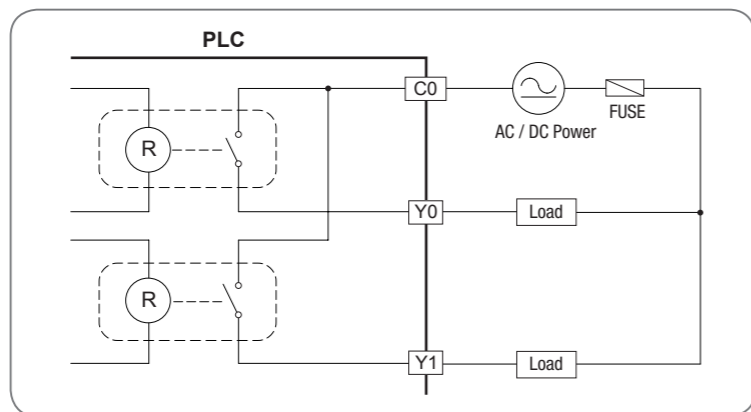 PLC
C0
FUSE
AC / DC Power
R
Y0
Load
R
Y1
Load